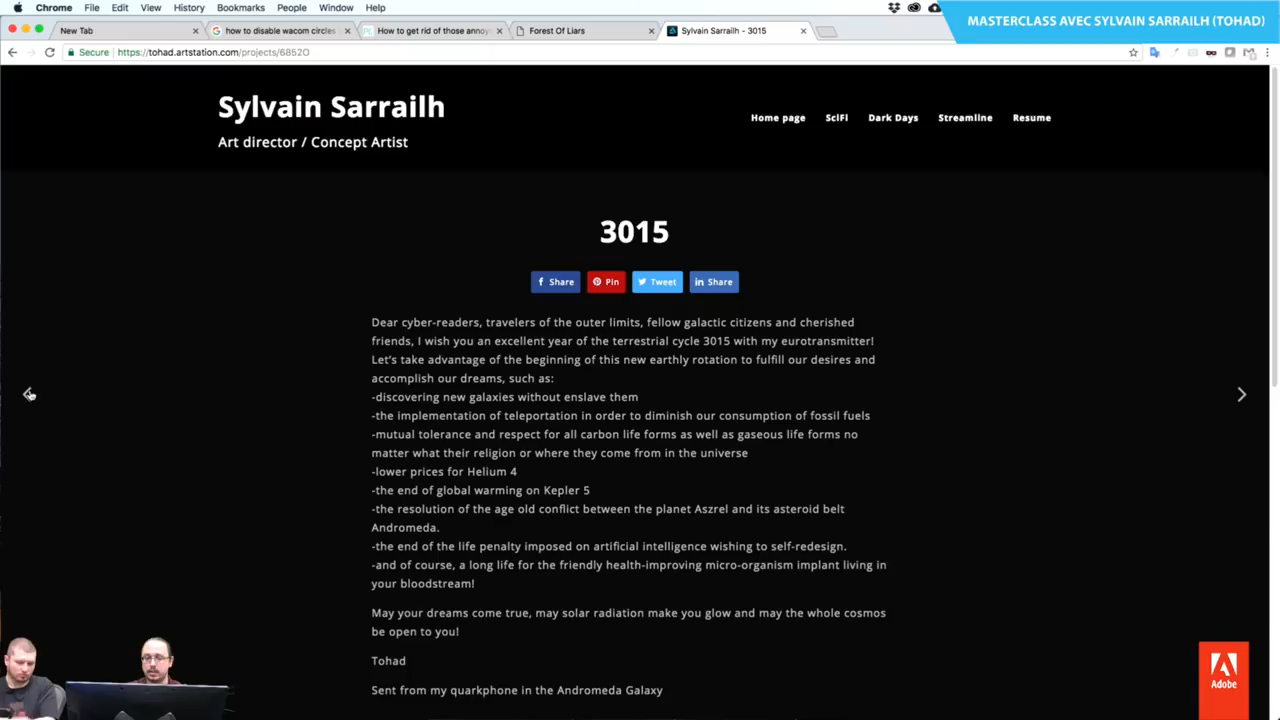 Chrome File Edit View History Bookmarks People Window Help
MASTERCLASS AVEC SYLVAIN SARRAILH (TOHAD)
New Tab
how to disable wacom circles
How to get rid of those annoy
Forest Of Liars
Sylvain Sarrailh - 3015
Secure https://tohad.artstation.com/projects/6852O
Sylvain Sarrailh
Art director / Concept Artist
Home page SciFi Dark Days Streamline Resume
3015
Share Pin Tweet Share
Dear cyber-readers, travelers of the outer limits, fellow galactic citizens and cherished
friends, I wish you an excellent year of the terrestrial cycle 3015 with my eurotransmitter!
Let's take advantage of the beginning of this new earthly rotation to fulfill our desires and
accomplish our dreams, such as:
-discovering new galaxies without enslave them
-the implementation of teleportation in order to diminish our consumption of fossil fuels
-mutual tolerance and respect for all carbon life forms as well as gaseous life forms no
matter what their religion or where they come from in the universe
-lower prices for Helium 4
-the end of global warming on Kepler 5
-the resolution of the age old conflict between the planet Aszrel and its asteroid belt
Andromeda.
-the end of the life penalty imposed on artificial intelligence wishing to self-redesign.
-and of course, a long life for the friendly health-improving micro-organism implant living in
your bloodstream!
May your dreams come true, may solar radiation make you glow and may the whole cosmos
be open to you!
Tohad
Sent from my quarkphone in the Andromeda Galaxy
Adobe